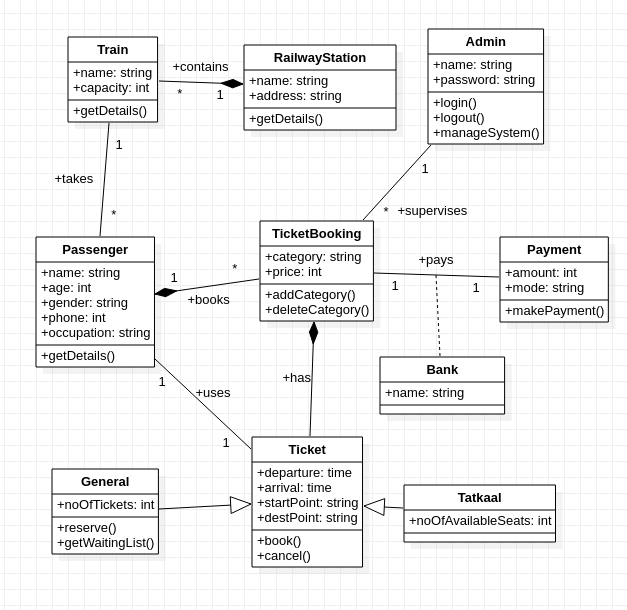 Train
+name: string
+capacity: int
+getDetails()
+contains
*
1
RailwayStation
+name: string
+address: string
+getDetails()
Admin
+name: string
+password: string
+login()
+logout()
+manageSystem()
1
+takes
*
1
* +supervises
Passenger
+name: string
+age: int
+gender: string
+phone: int
+occupation: string
+getDetails()
1
*
+books
TicketBooking
+category: string
+price: int
+addCategory()
+deleteCategory()
+pays
1
1
Payment
+amount: int
+mode: string
+makePayment()
Bank
+name: string
+has
1
+uses
1
Ticket
+departure: time
+arrival: time
+startPoint: string
+destPoint: string
+book()
+cancel()
General
+noOfTickets: int
+reserve()
+getWaitingList()
Tatkaal
+noOfAvailableSeats: int